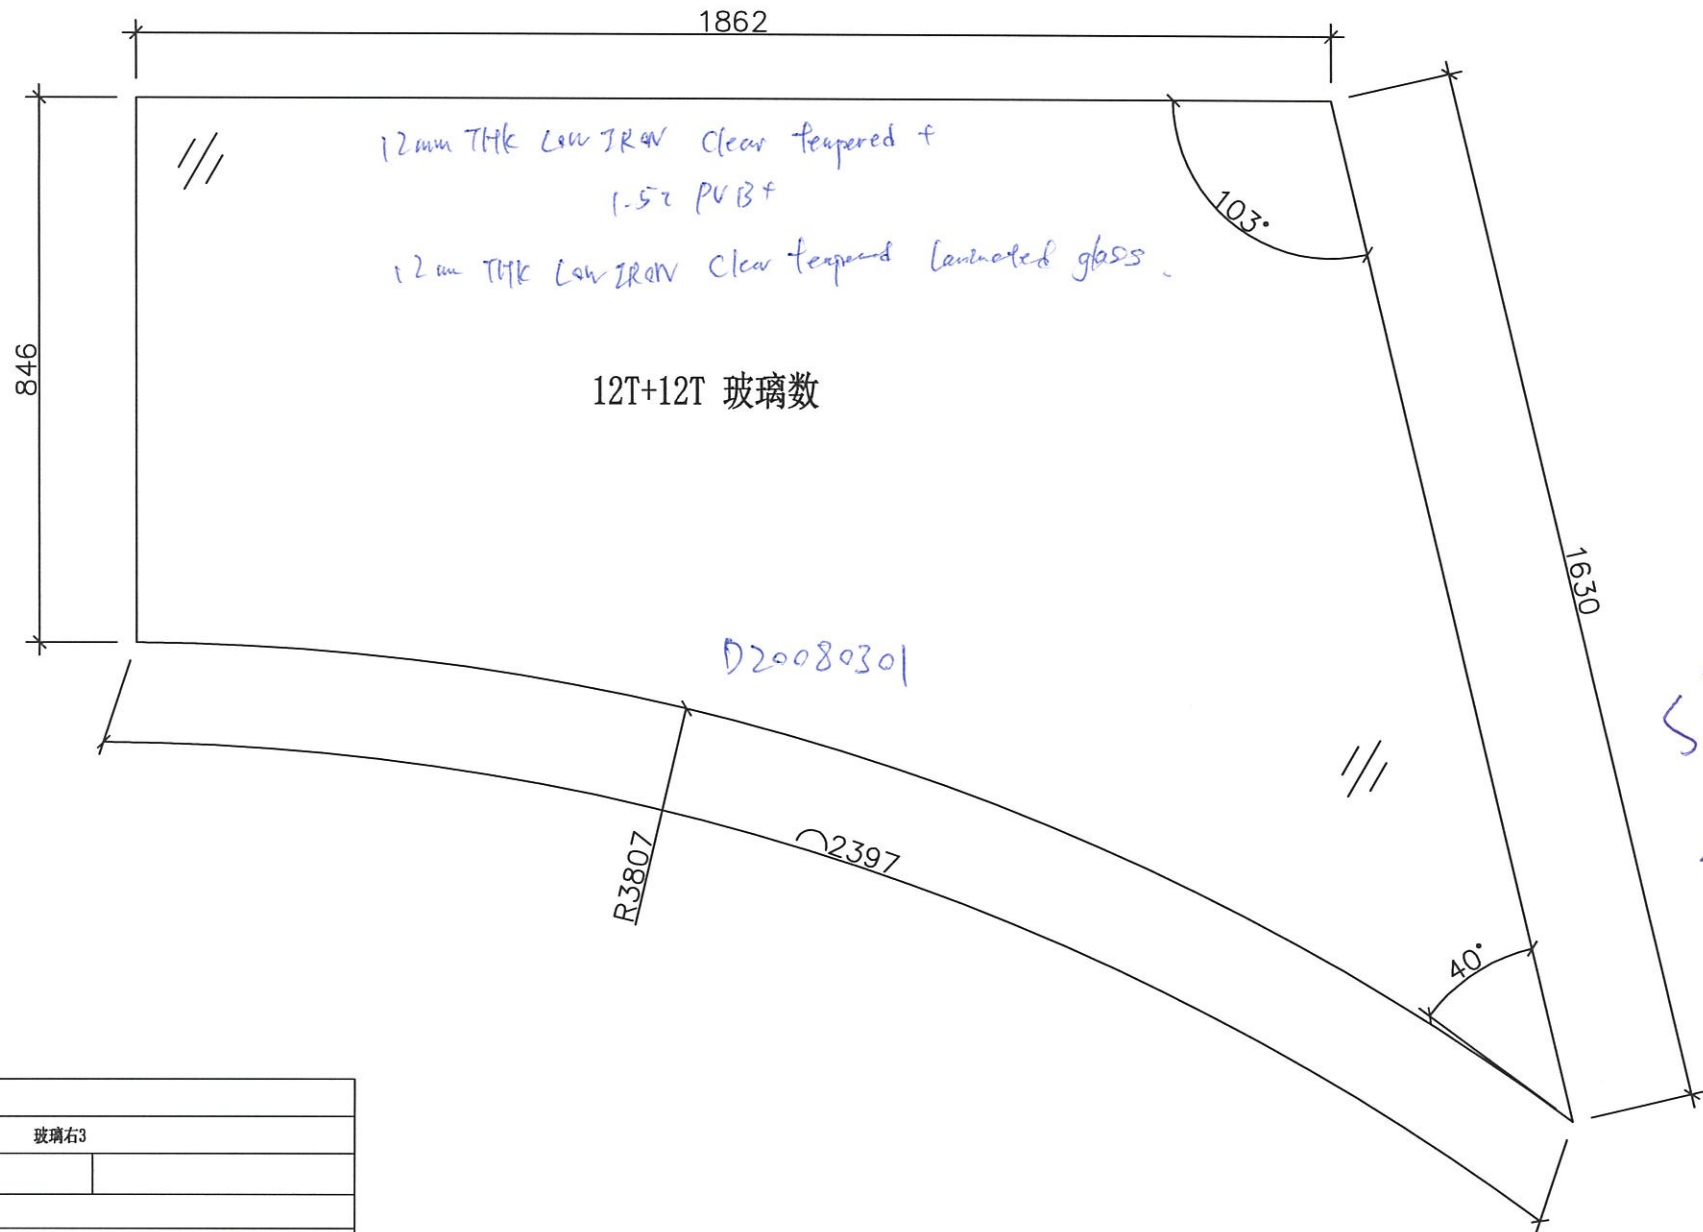 1862
12mm THK Low IRON Clear tempered +
1.52 PVB+
12mm THK Low IRON Clear tempered laminated glass.
103°
846
12T+12T 玻璃数
1630
D20080301
R3807
⌒2397
40°
玻璃右3